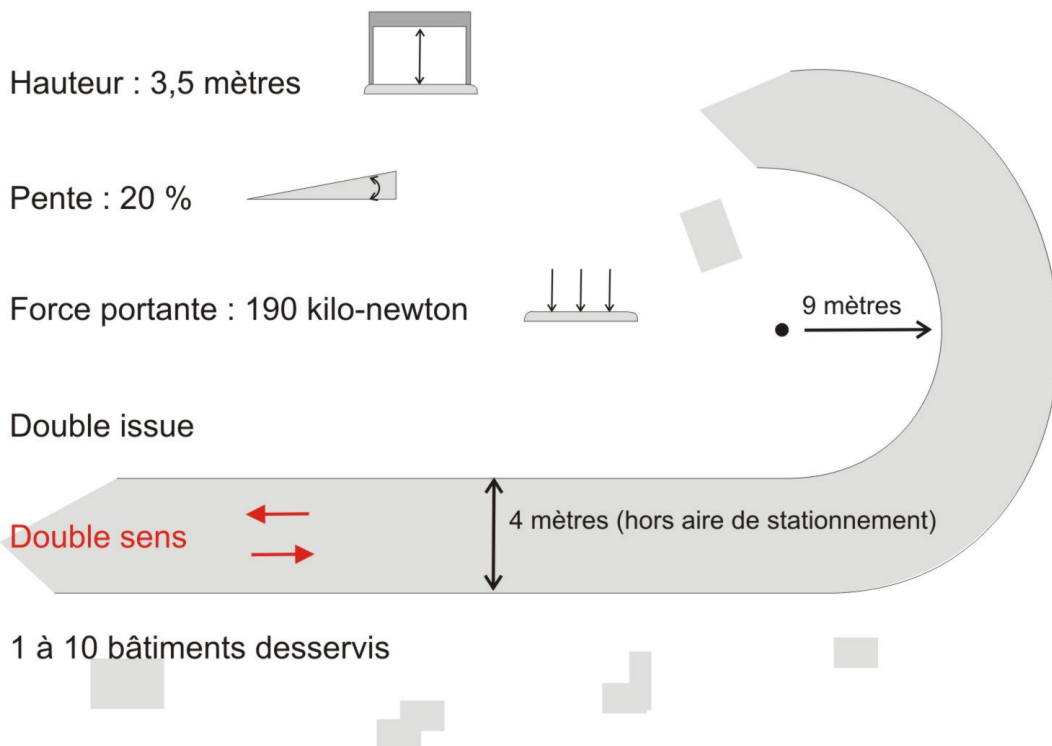 Hauteur : 3,5 mètres
Pente : 20 %
Force portante : 190 kilo-newton
9 mètres
Double issue
4 mètres (hors aire de stationnement)
Double sens
1 à 10 bâtiments desservis